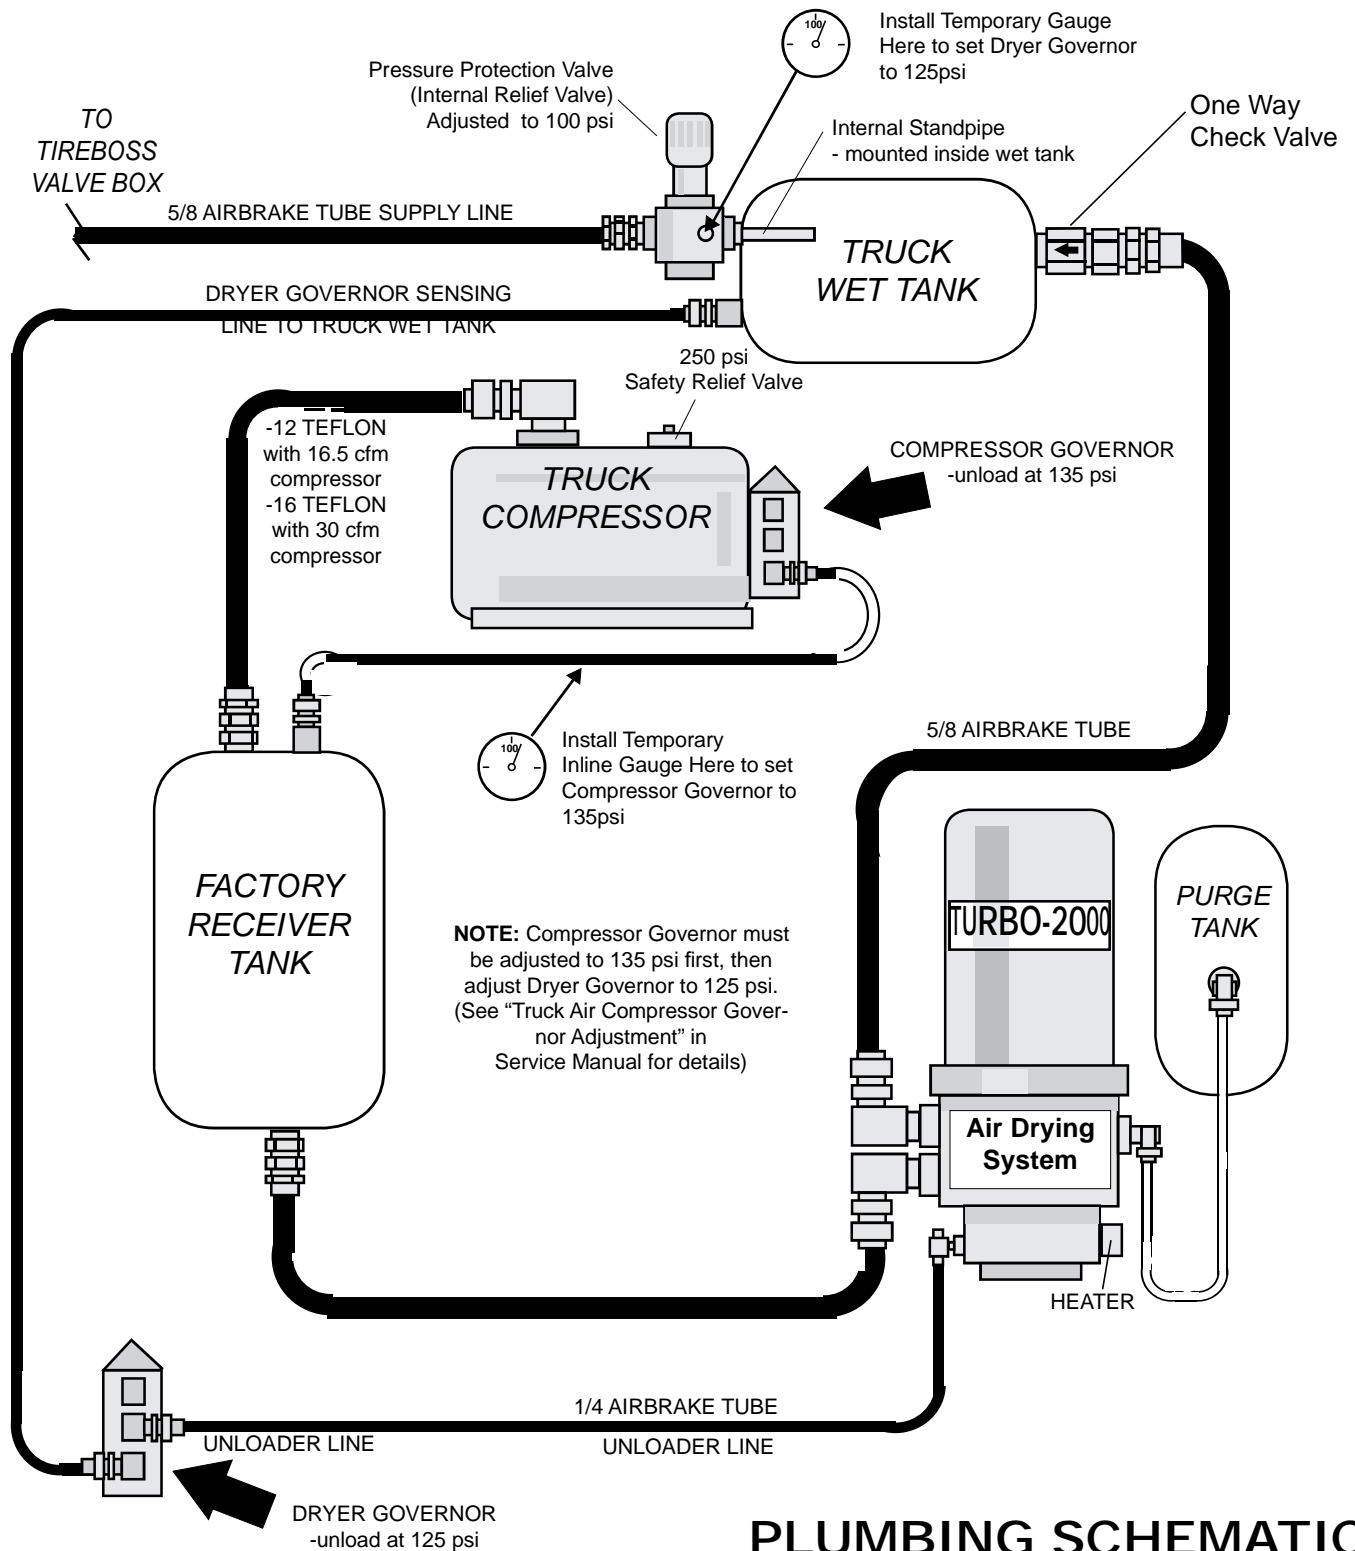 100
Install Temporary Gauge
Here to set Dryer Governor
to 125psi
Pressure Protection Valve
(Internal Relief Valve)
Adjusted to 100 psi
TO
TIREBOSS
VALVE BOX
Internal Standpipe
- mounted inside wet tank
One Way
Check Valve
5/8 AIRBRAKE TUBE SUPPLY LINE
TRUCK
WET TANK
DRYER GOVERNOR SENSING
LINE TO TRUCK WET TANK
250 psi
Safety Relief Valve
-12 TEFLON
with 16.5 cfm
compressor
-16 TEFLON
with 30 cfm
compressor
TRUCK
COMPRESSOR
COMPRESSOR GOVERNOR
-unload at 135 psi
100
Install Temporary
Inline Gauge Here to set
Compressor Governor to
135psi
5/8 AIRBRAKE TUBE
FACTORY
RECEIVER
TANK
NOTE: Compressor Governor must
be adjusted to 135 psi first, then
adjust Dryer Governor to 125 psi.
(See “Truck Air Compressor Gover-
nor Adjustment” in
Service Manual for details)
TURBO-2000
PURGE
TANK
Air Drying
System
HEATER
1/4 AIRBRAKE TUBE
UNLOADER LINE
UNLOADER LINE
DRYER GOVERNOR
-unload at 125 psi
PLUMBING SCHEMATIC